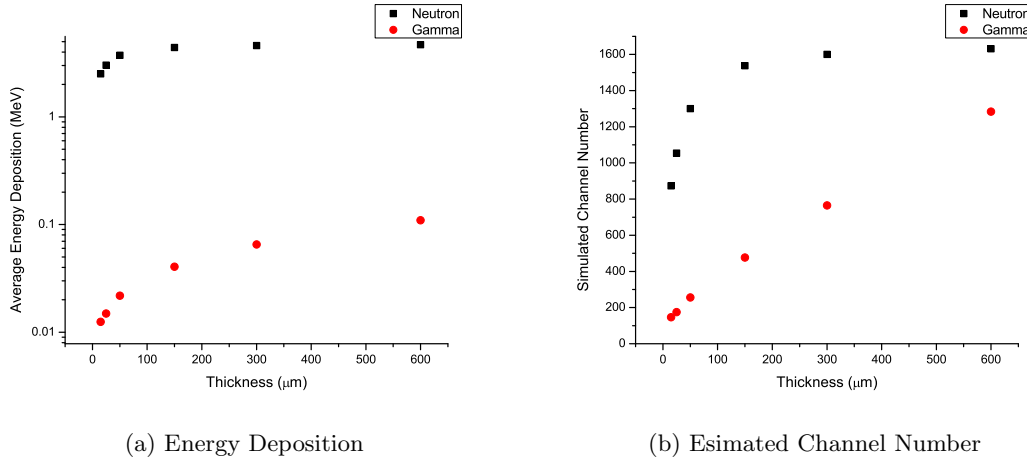 Neutron
Gamma
1
0.1
0.01
Average Energy Deposition (MeV)
0 100 200 300 400 500 600
Thickness (μm)
(a) Energy Deposition
Neutron
Gamma
1600
1400
1200
1000
800
600
400
200
0
Simulated Channel Number
0 100 200 300 400 500 600
Thickness (μm)
(b) Esimated Channel Number